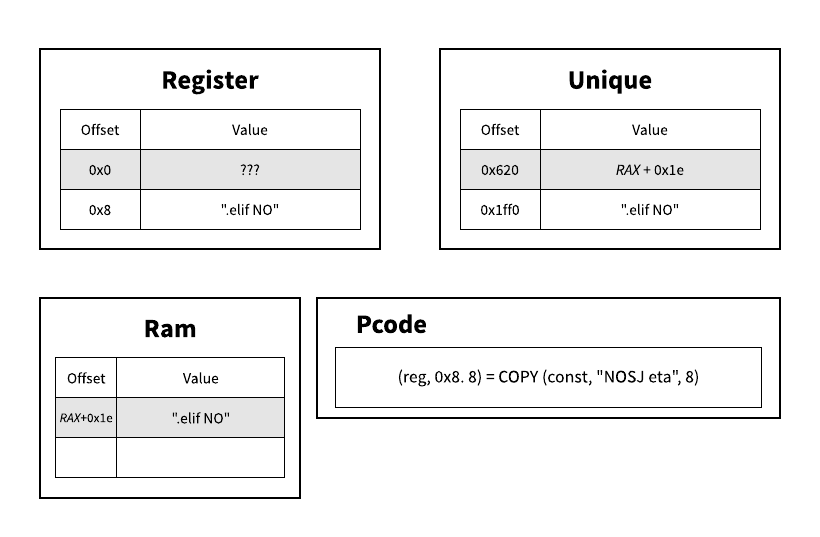 Register
Offset Value
0x0 ???
0x8 ".elif NO"
Unique
Offset Value
0x620 RAX + 0x1e
0x1ff0 ".elif NO"
Ram
Offset Value
RAX+0x1e ".elif NO"
Pcode
(reg, 0x8. 8) = COPY (const, "NOSJ eta", 8)